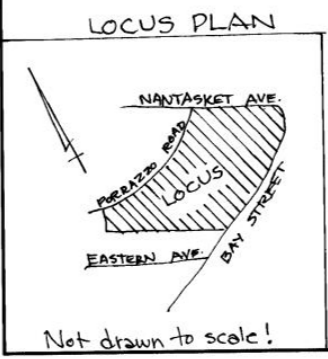 LOCUS PLAN
NANTASKET AVE.
PORRAZZO ROAD
LOCUS
BAY STREET
EASTERN AVE.
Not drawn to scale!